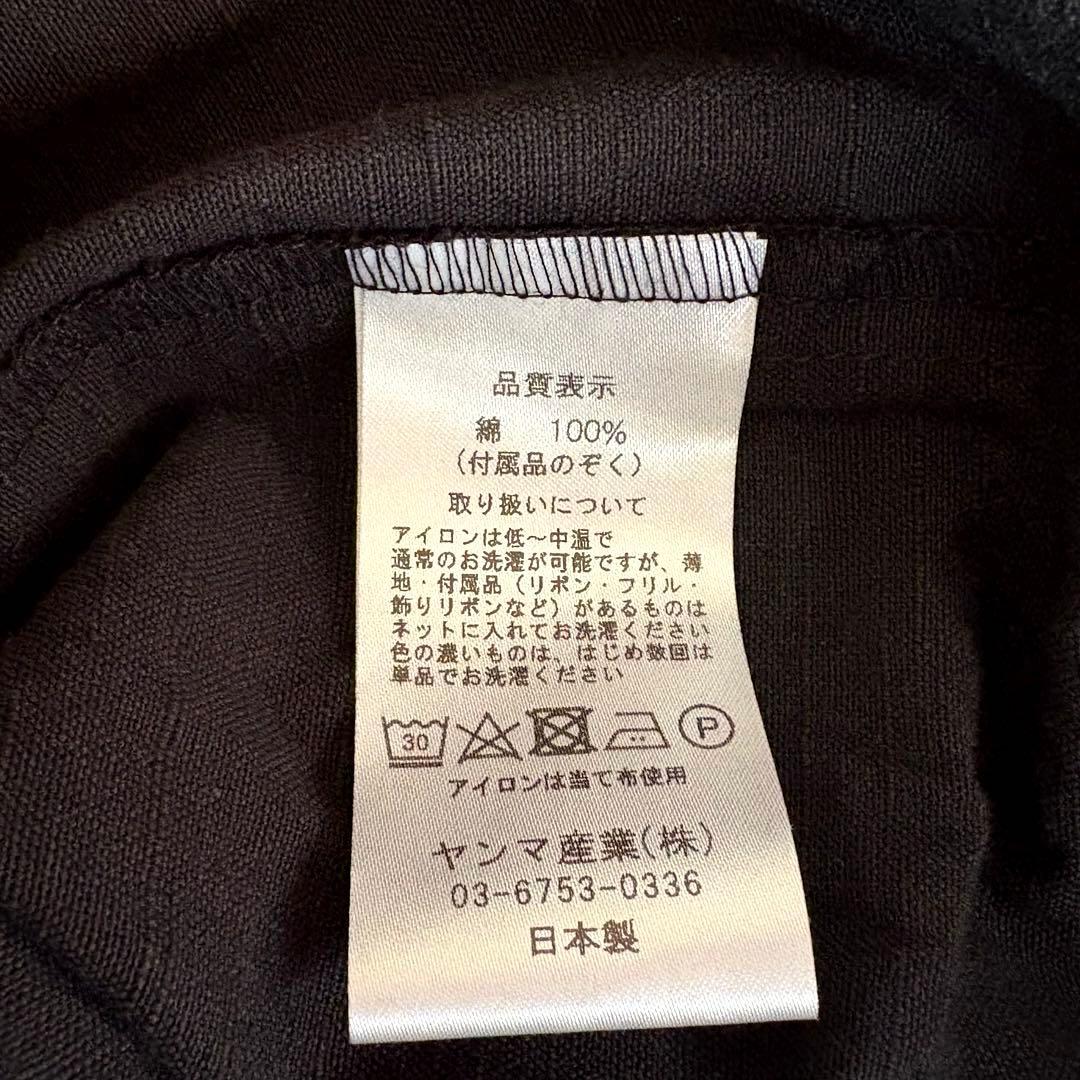 品質表示
綿 100%
(付属品のぞく)
取り扱いについて
アイロンは低～中温で
通常のお洗濯が可能ですが、薄
地・付属品(リボン・フリル・
飾りリボンなど)があるものは
ネットに入れてお洗濯ください
色の濃いものは、はじめ数回は
単品でお洗濯ください
30 P
アイロンは当て布使用
ヤンマ産業(株)
03-6753-0336
日本製